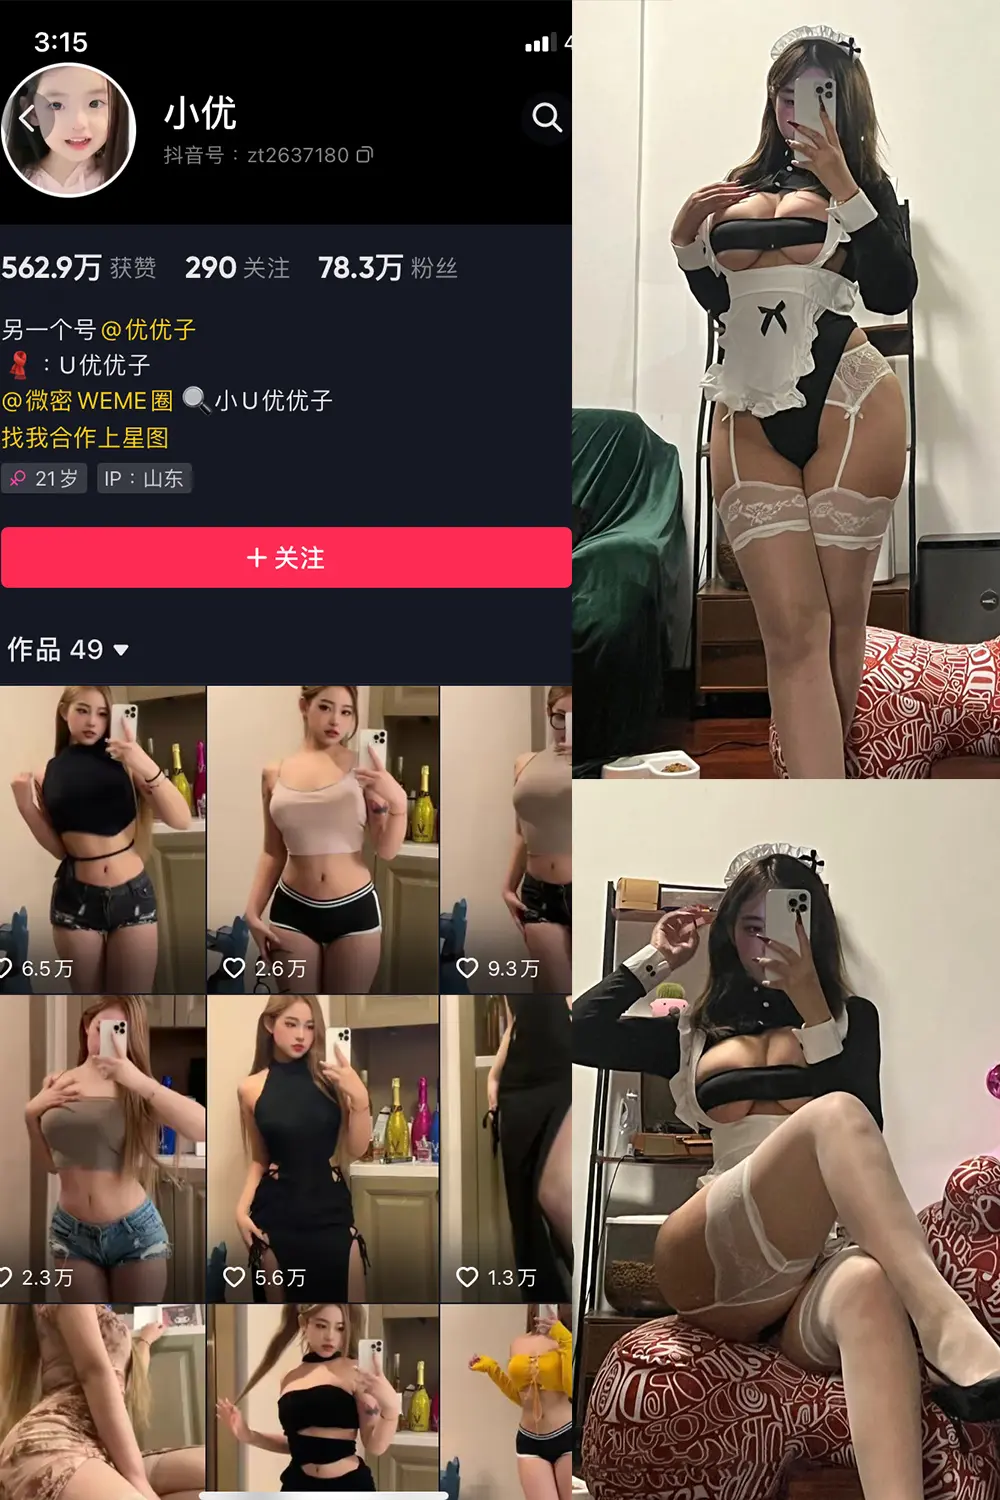 3:15
4
小优
抖音号：zt2637180
562.9万 获赞 290 关注 78.3万 粉丝
另一个号 @优优子
：U优优子
@微密 WEME 圈 小U优优子
找我合作上星图
21岁 IP：山东
+ 关注
作品 49
6.5万 2.6万 9.3万
2.3万 5.6万 1.3万